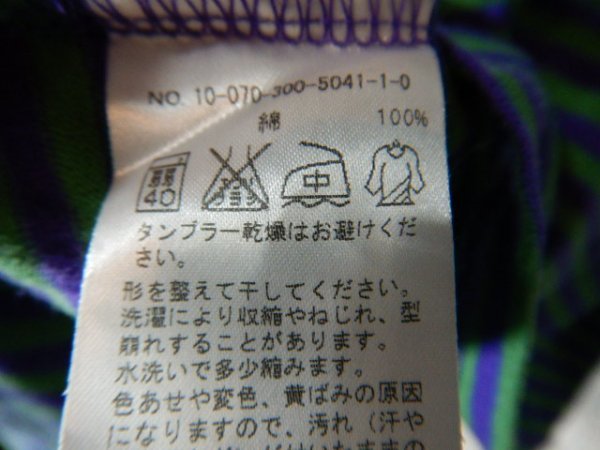 NO. 10-070-300-5041-1-0
綿 100%
40
中
タンブラー乾燥はお避けくだ
さい。
形を整えて干してください。
洗濯により収縮やねじれ、型
崩れすることがあります。
水洗いで多少縮みます。
色あせや変色、黄ばみの原因
になりますので、汚れ（汗や